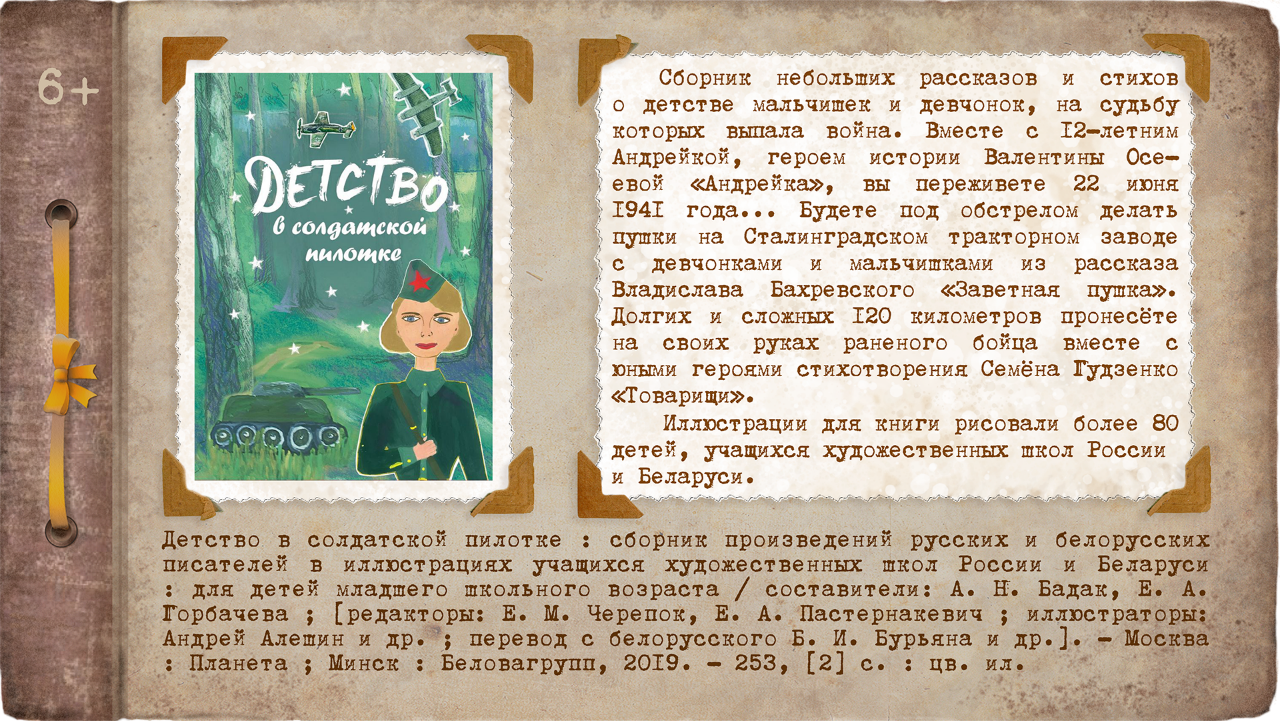 6+
ДЕТСТВО
в солдатской
пилотке
Сборник небольших рассказов и стихов
о детстве мальчишек и девчонок, на судьбу
которых выпала война. Вместе с 12-летним
Андрейкой, героем истории Валентины Осе-
евой «Андрейка», вы переживете 22 июня
1941 года... Будете под обстрелом делать
пушки на Сталинградском тракторном заводе
с девчонками и мальчишками из рассказа
Владислава Бахревского «Заветная пушка».
Долгих и сложных 120 километров пронесёте
на своих руках раненого бойца вместе с
юными героями стихотворения Семёна Гудзенко
«Товарищи».
Иллюстрации для книги рисовали более 80
детей, учащихся художественных школ России
и Беларуси.
Детство в солдатской пилотке : сборник произведений русских и белорусских
писателей в иллюстрациях учащихся художественных школ России и Беларуси
: для детей младшего школьного возраста / составители: А. Н. Бадак, Е. А.
Горбачева ; [редакторы: Е. М. Черепок, Е. А. Пастернакевич ; иллюстраторы:
Андрей Алешин и др. ; перевод с белорусского Б. И. Бурьяна и др.]. – Москва
: Планета ; Минск : Беловагрупп, 2019. – 253, [2] с. : цв. ил.